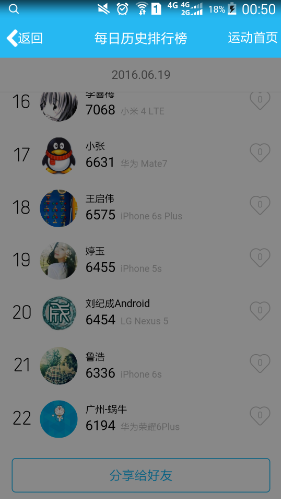 4G 4G 18% 00:50
返回 每日历史排行榜 运动首页
2016.06.19
16 李喜传
7068 小米 4 LTE 0
17 小张
6631 华为 Mate7 0
18 王启伟
6575 iPhone 6s Plus 0
19 婷玉
6455 iPhone 5s 0
20 刘纪成Android
6454 LG Nexus 5 0
21 鲁浩
6336 iPhone 6s 0
22 广州-蜗牛
6194 华为荣耀6Plus 0
分享给好友